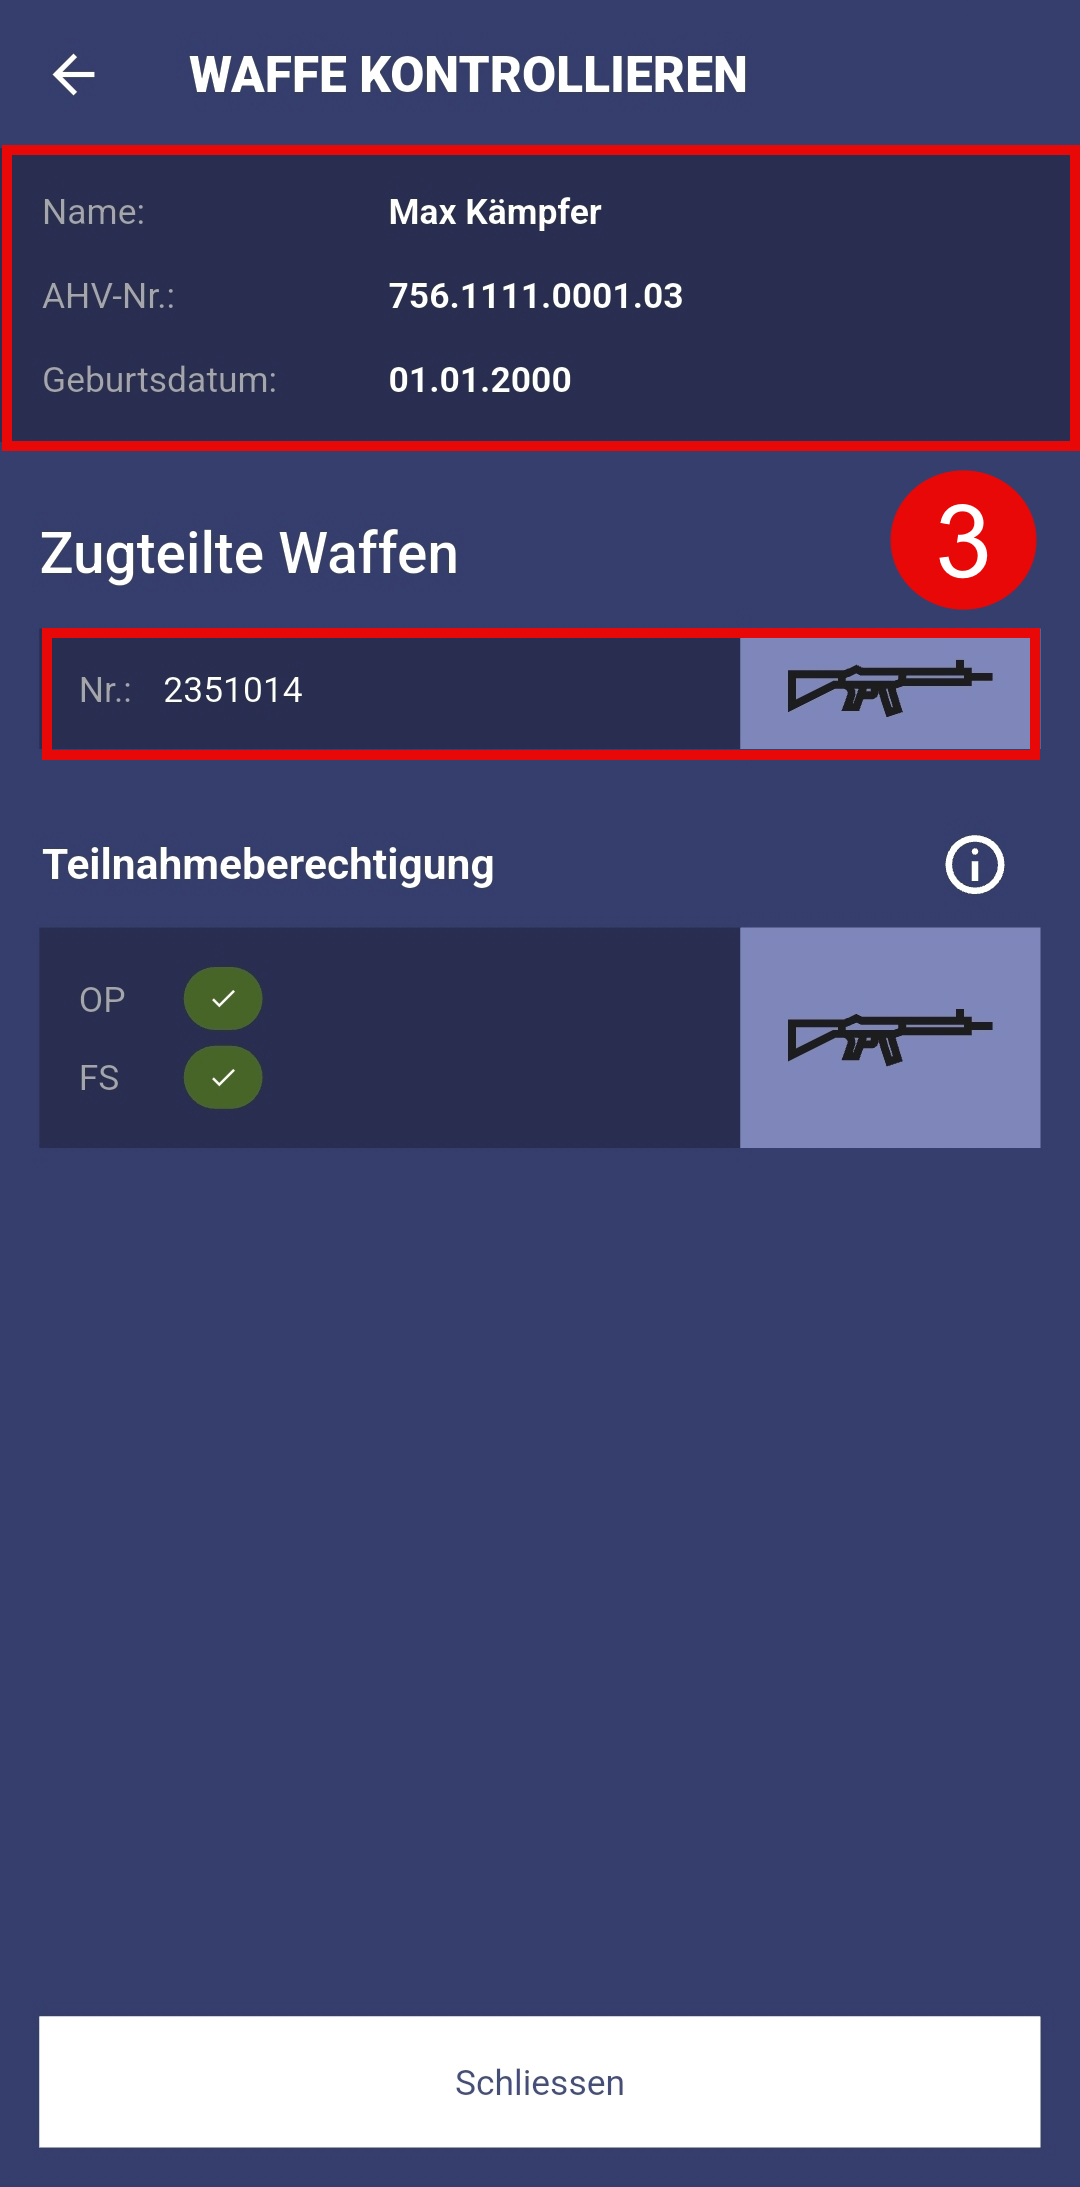 WAFFE KONTROLLIEREN
Name: Max Kämpfer
AHV-Nr.: 756.1111.0001.03
Geburtsdatum: 01.01.2000
3
Zugteilte Waffen
Nr.: 2351014
Teilnahmeberechtigung
OP
FS
Schliessen